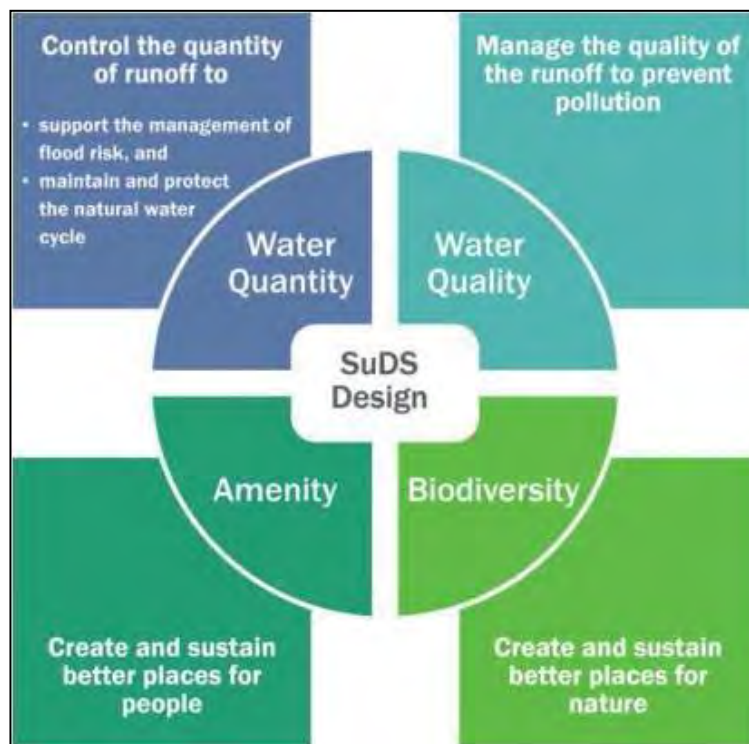 Control the quantity
of runoff to
• support the management of
flood risk, and
• maintain and protect
the natural water
cycle
Manage the quality of
the runoff to prevent
pollution
Water
Quantity
Water
Quality
SuDS
Design
Amenity
Biodiversity
Create and sustain
better places for
people
Create and sustain
better places for
nature